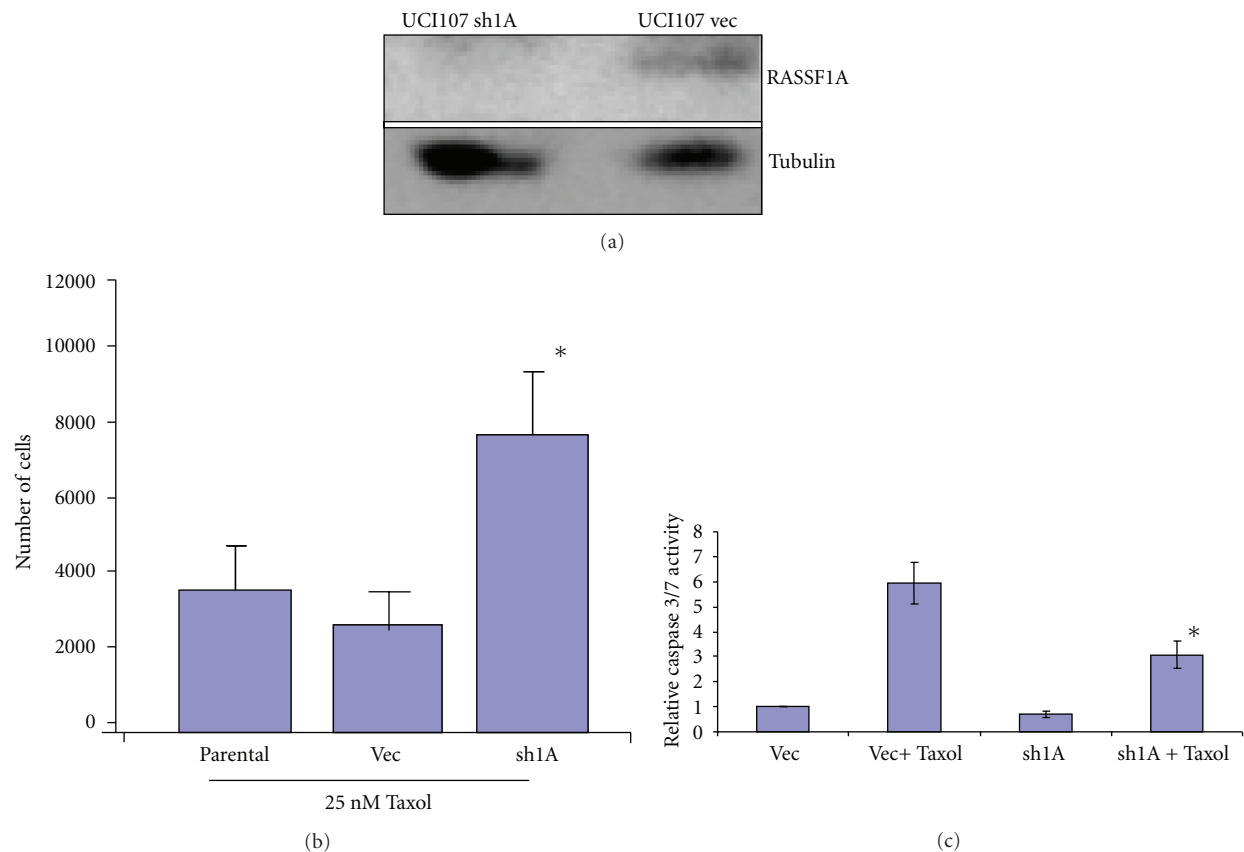 UCI107 sh1A UCI107 vec
RASSF1A
Tubulin
(a)
12000
10000
8000
6000
4000
2000
0
Number of cells
*
Parental Vec sh1A
25 nM Taxol
(b)
8
7
6
5
4
3
2
1
0
Relative caspase 3/7 activity
*
Vec Vec+ Taxol sh1A sh1A + Taxol
(c)